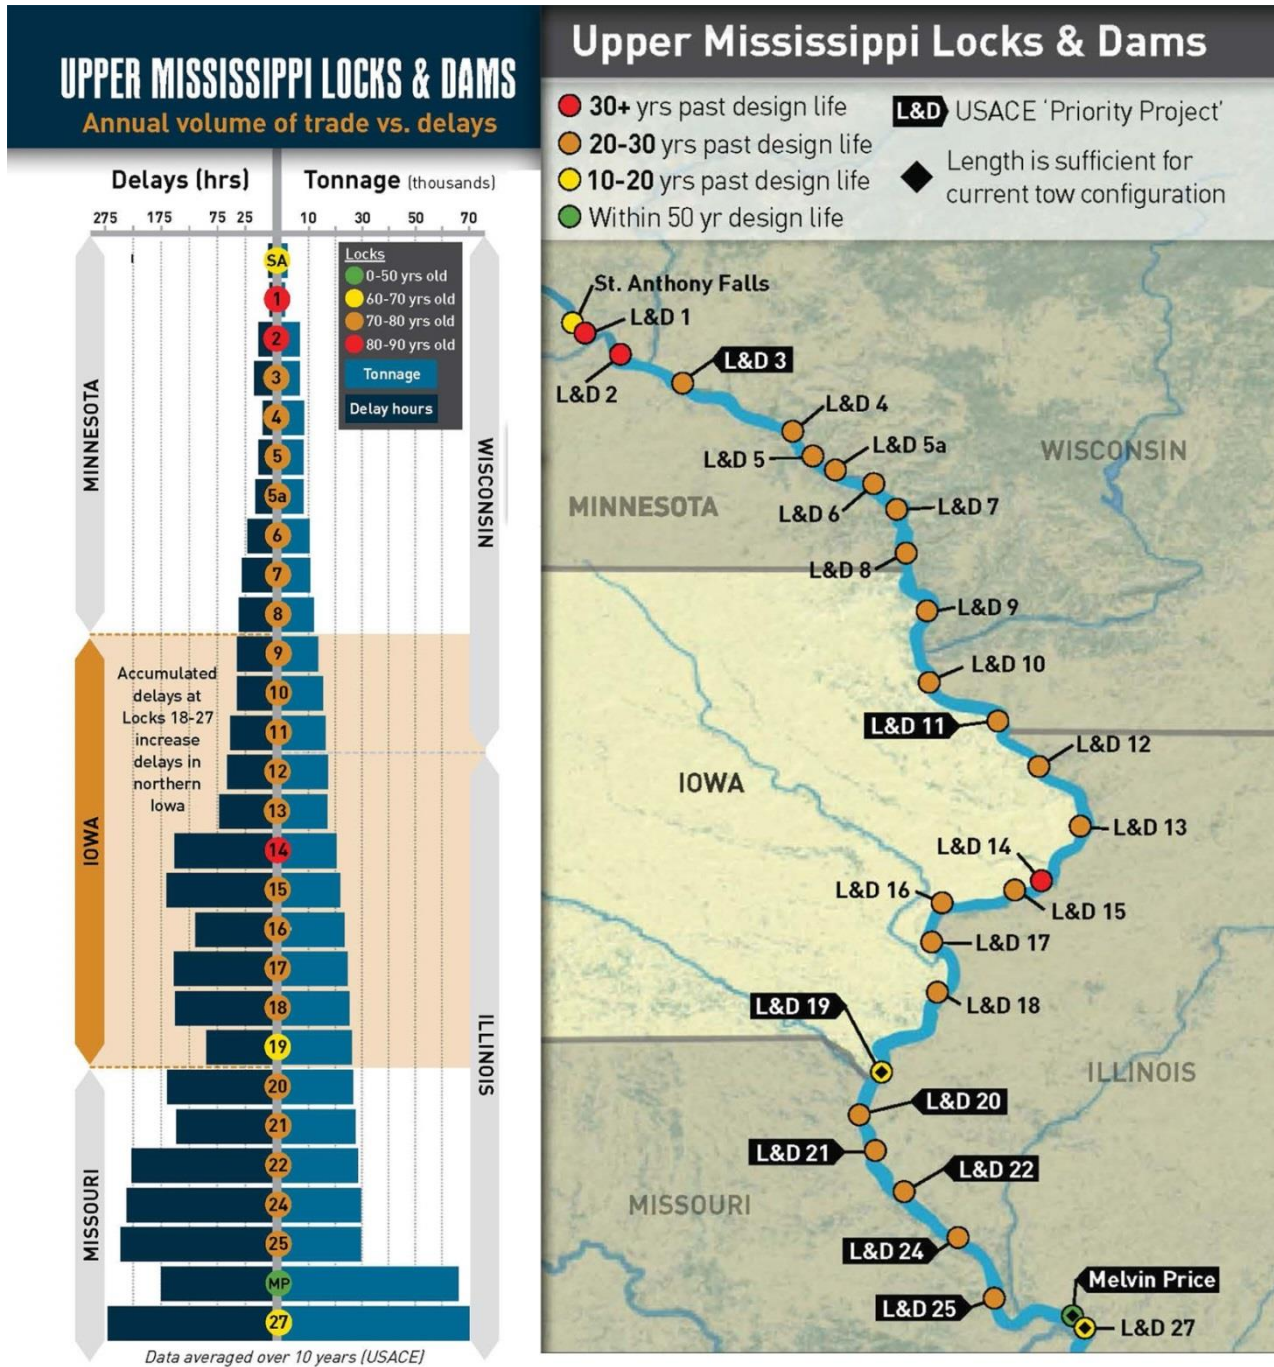 UPPER MISSISSIPPI LOCKS & DAMS
Annual volume of trade vs. delays
Delays (hrs)
Tonnage (thousands)
275 175 75 25 10 30 50 70
Locks
0-50 yrs old
60-70 yrs old
70-80 yrs old
80-90 yrs old
Tonnage
Delay hours
MINNESOTA
WISCONSIN
IOWA
ILLINOIS
MISSOURI
SA
1
2
3
4
5
5a
6
7
8
9
10
11
12
13
14
15
16
17
18
19
20
21
22
24
25
MP
27
Accumulated
delays at
Locks 18-27
increase
delays in
northern
Iowa
Data averaged over 10 years (USACE)
Upper Mississippi Locks & Dams
30+ yrs past design life
20-30 yrs past design life
10-20 yrs past design life
Within 50 yr design life
L&D USACE ‘Priority Project’
Length is sufficient for
current tow configuration
St. Anthony Falls
L&D 1
L&D 2
L&D 3
L&D 4
L&D 5
L&D 5a
WISCONSIN
MINNESOTA
L&D 6
L&D 7
L&D 8
L&D 9
L&D 10
L&D 11
L&D 12
IOWA
L&D 13
L&D 14
L&D 16
L&D 15
L&D 17
L&D 19
L&D 18
ILLINOIS
L&D 20
L&D 21
L&D 22
MISSOURI
L&D 24
Melvin Price
L&D 25
L&D 27